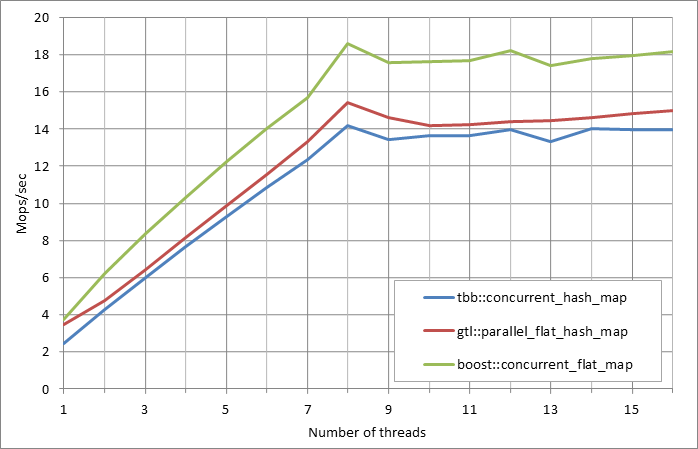 20
18
16
14
12
10
8
6
4
2
0
Mops/sec
1 3 5 7 9 11 13 15
Number of threads
tbb::concurrent_hash_map
gtl::parallel_flat_hash_map
boost::concurrent_flat_map